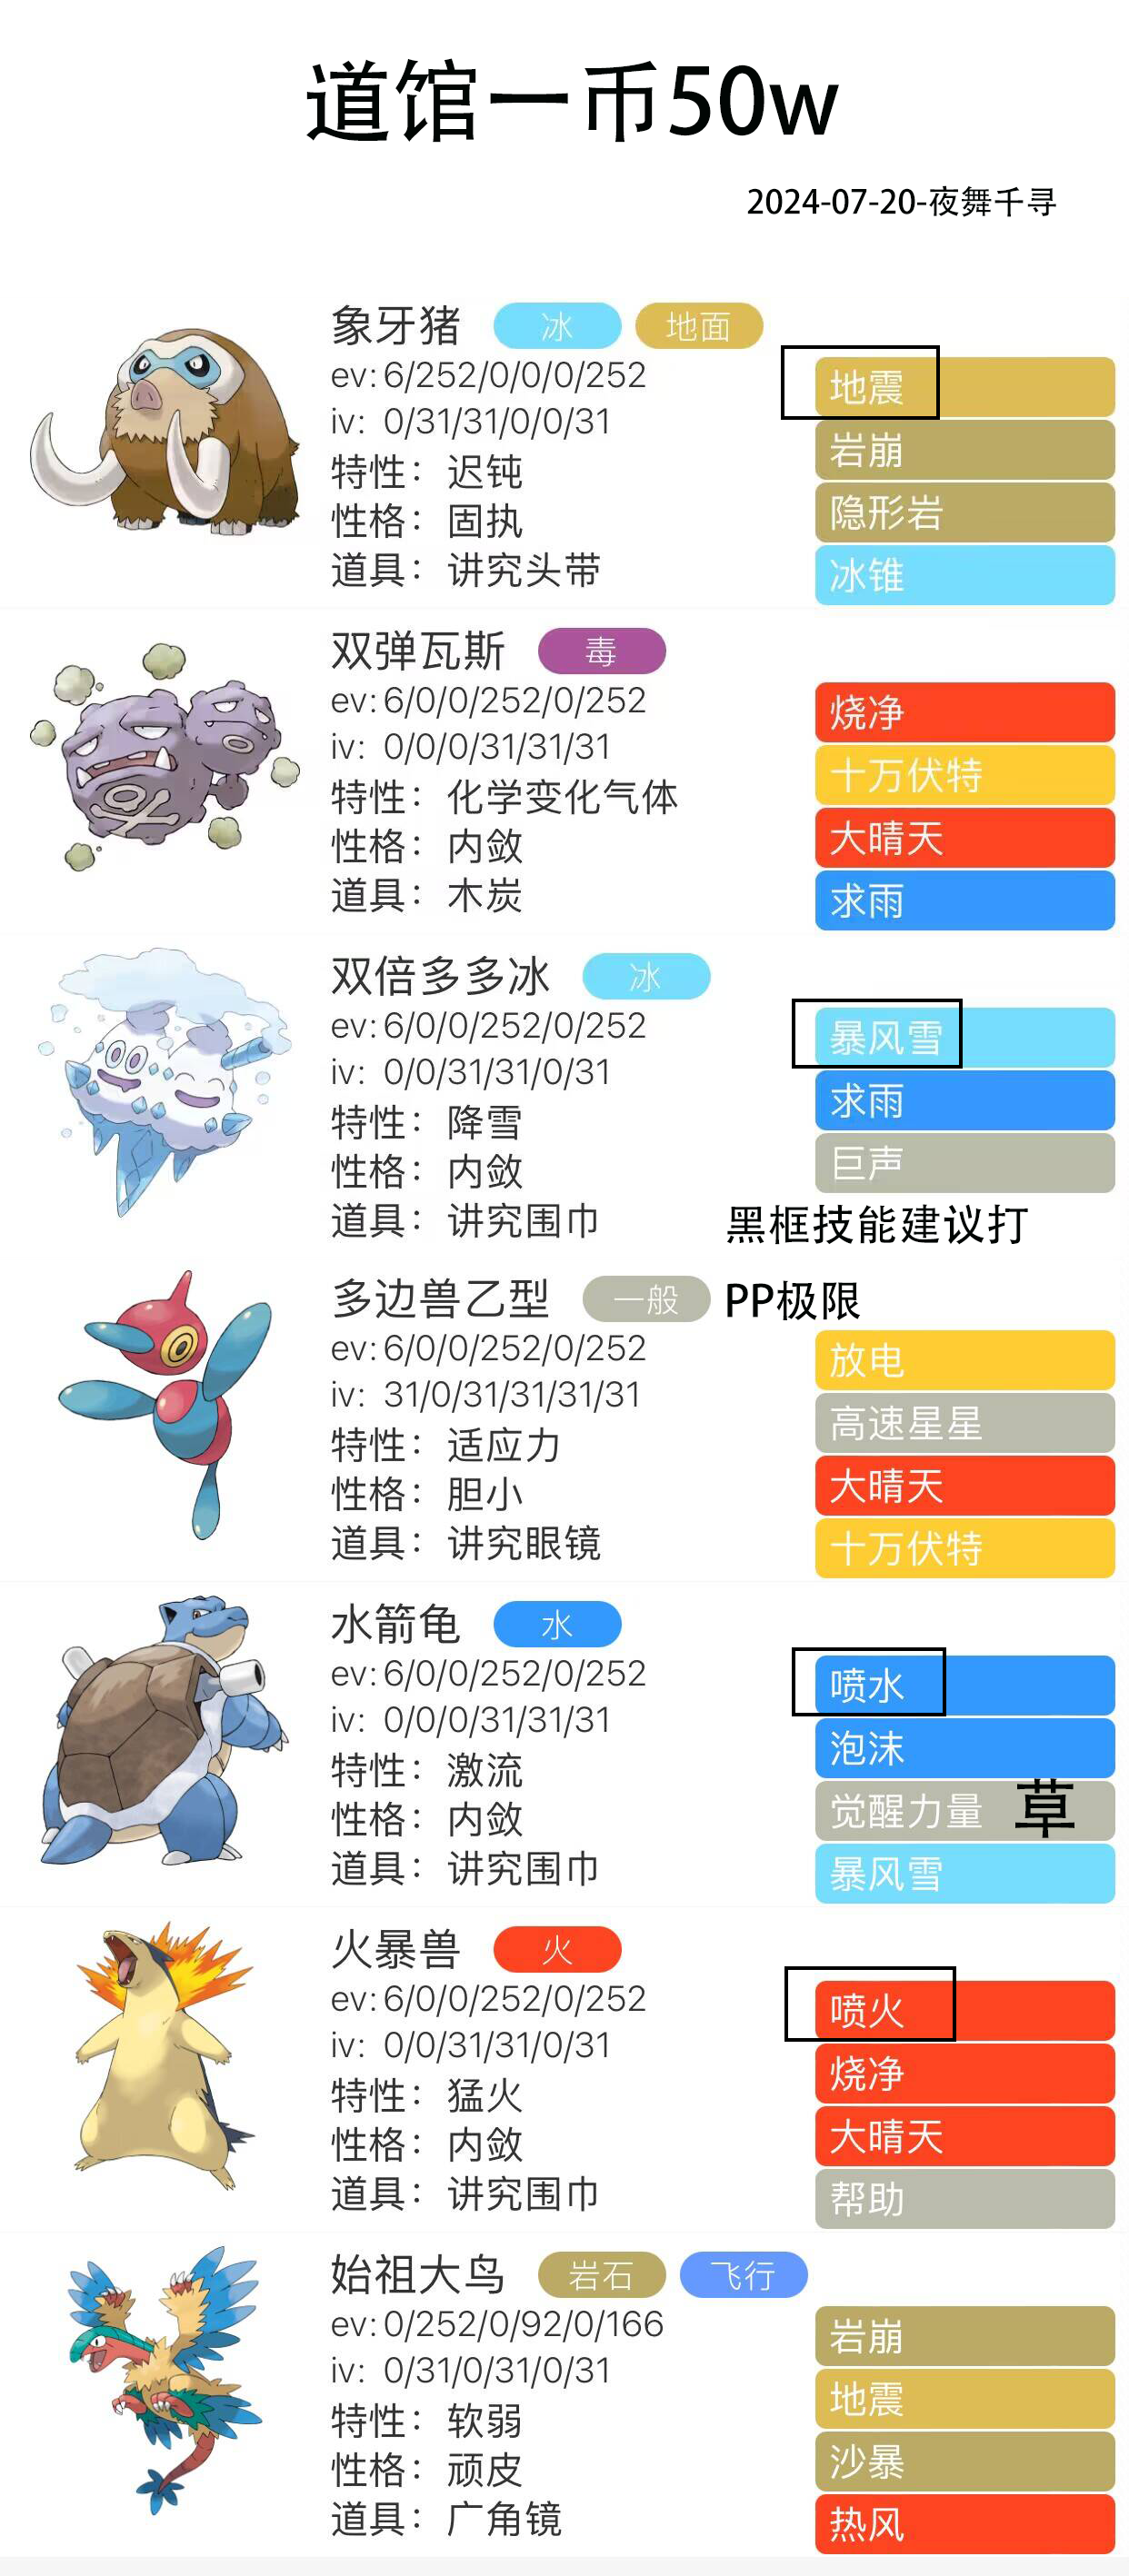 道馆一币50w
2024-07-20-夜舞千寻
象牙猪 冰 地面
ev: 6/252/0/0/0/252
iv: 0/31/31/0/0/31
特性： 迟钝
性格： 固执
道具： 讲究头带
地震
岩崩
隐形岩
冰锥
双弹瓦斯 毒
ev: 6/0/0/252/0/252
iv: 0/0/0/31/31/31
特性： 化学变化气体
性格： 内敛
道具： 木炭
烧净
十万伏特
大晴天
求雨
双倍多多冰 冰
ev: 6/0/0/252/0/252
iv: 0/0/31/31/0/31
特性： 降雪
性格： 内敛
道具： 讲究围巾
暴风雪
求雨
巨声
黑框技能建议打
PP极限
多边兽乙型 一般
ev: 6/0/0/252/0/252
iv: 31/0/31/31/31/31
特性： 适应力
性格： 胆小
道具： 讲究眼镜
放电
高速星星
大晴天
十万伏特
水箭龟 水
ev: 6/0/0/252/0/252
iv: 0/0/0/31/31/31
特性： 激流
性格： 内敛
道具： 讲究围巾
喷水
泡沫
觉醒力量 草
暴风雪
火暴兽 火
ev: 6/0/0/252/0/252
iv: 0/0/31/31/0/31
特性： 猛火
性格： 内敛
道具： 讲究围巾
喷火
烧净
大晴天
帮助
始祖大鸟 岩石 飞行
ev: 0/252/0/92/0/166
iv: 0/31/0/31/0/31
特性： 软弱
性格： 顽皮
道具： 广角镜
岩崩
地震
沙暴
热风